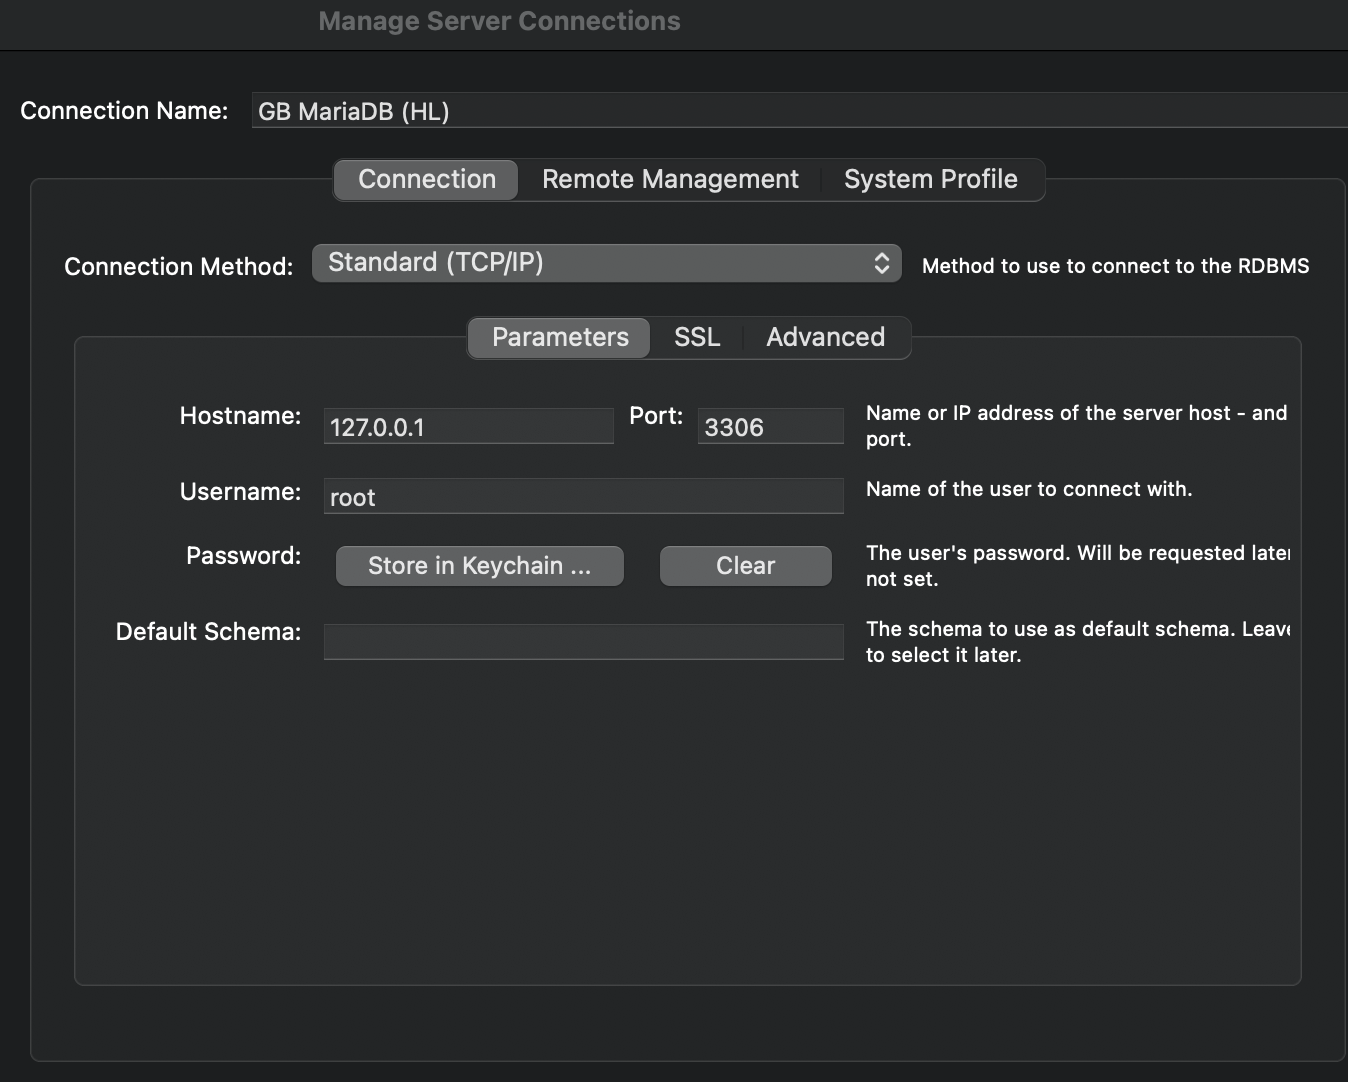 Manage Server Connections
Connection Name: GB MariaDB (HL)
Connection Remote Management System Profile
Connection Method: Standard (TCP/IP) Method to use to connect to the RDBMS
Parameters SSL Advanced
Hostname: 127.0.0.1 Port: 3306 Name or IP address of the server host - and
port.
Username: root Name of the user to connect with.
Password: Store in Keychain ... Clear The user's password. Will be requested later
not set.
Default Schema: The schema to use as default schema. Leave
to select it later.